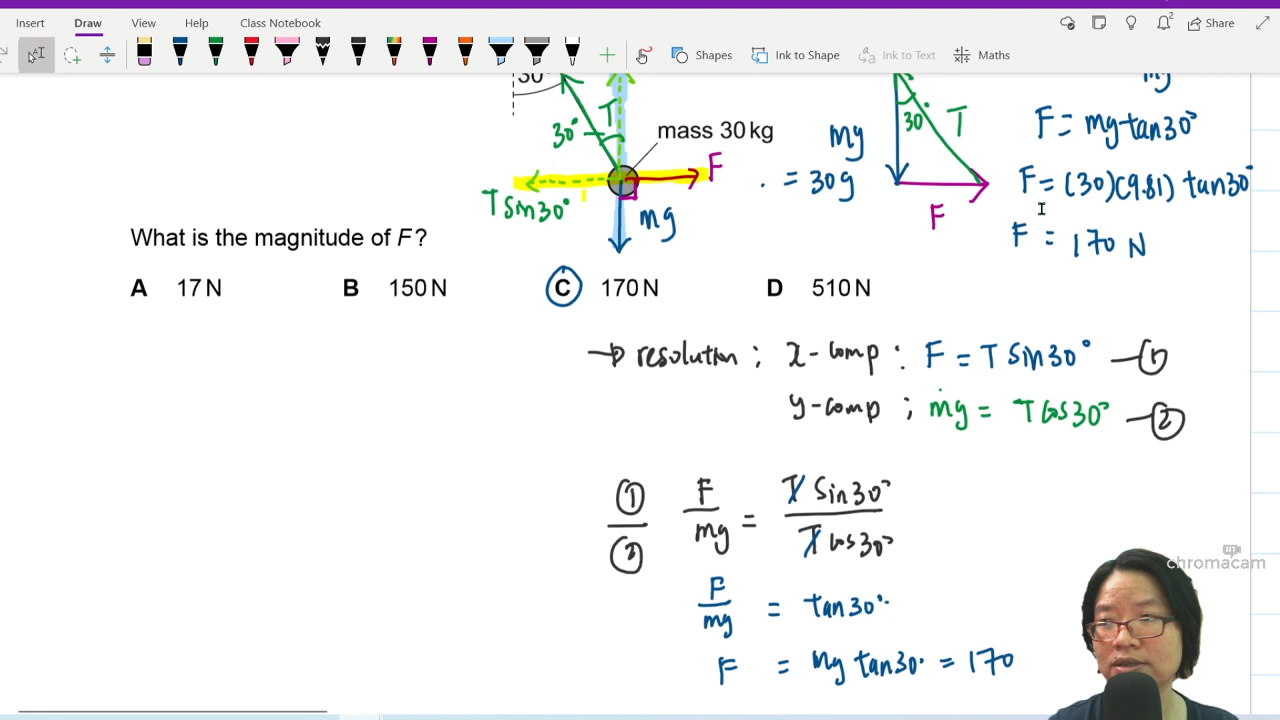 Insert Draw View Help Class Notebook
2 Share
Shapes Ink to Shape Ink to Text Maths
30°
T
30°
mass 30 kg
F
T sin30°
mg
mg
= 30g
30°
T
F
mg
F = mg tan30°
F = (30)(9.81) tan30°
F = 170 N
What is the magnitude of F?
A 17 N B 150 N C 170 N D 510 N
→ resolution ; x-comp : F = T sin30° — ①
y-comp ; mg = T cos30° — ②
① F T sin30°
— — = ———
② mg T cos30°
F
— = tan30°
mg
F = mg tan30° = 170
chromacam